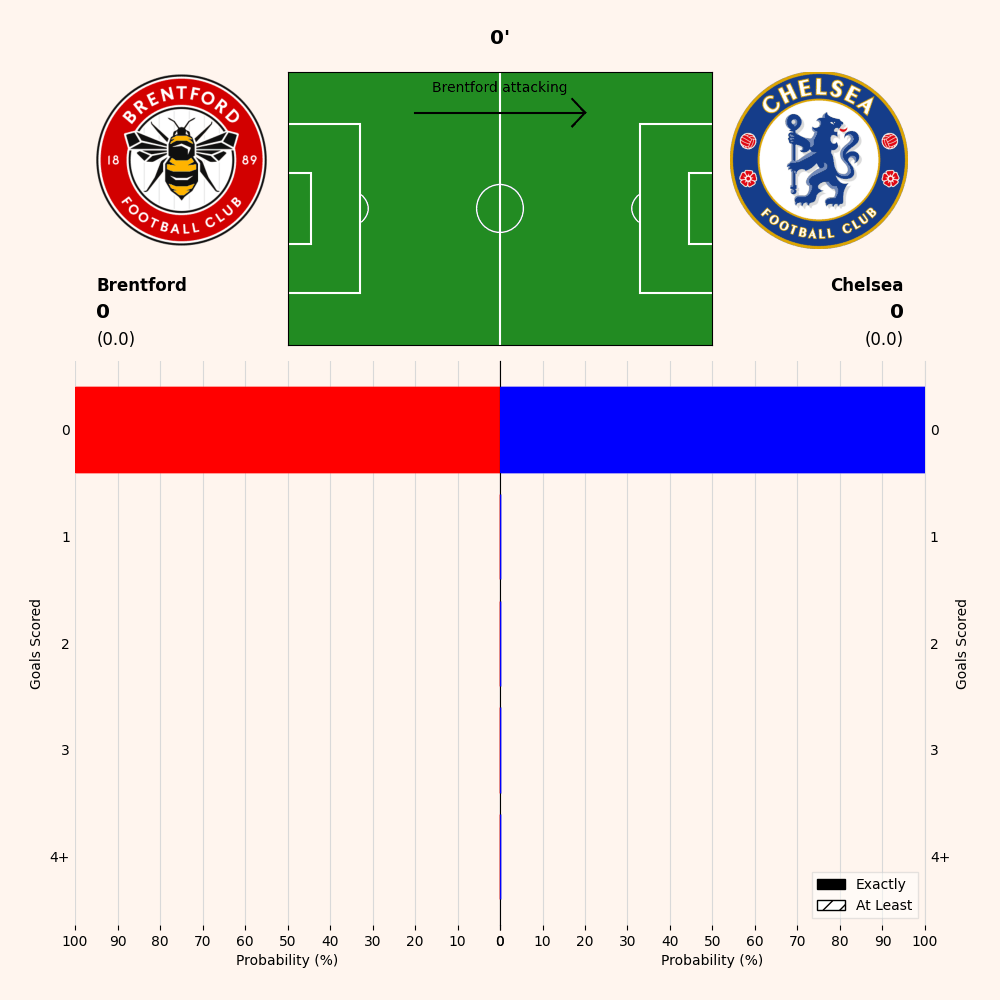 0'
BRENTFORD
18 89
FOOTBALL CLUB
Brentford attacking
CHELSEA
FOOTBALL CLUB
Brentford
0
(0.0)
Chelsea
0
(0.0)
0
1
2
3
4+
Goals Scored
0
1
2
3
4+
Goals Scored
Exactly
At Least
100 90 80 70 60 50 40 30 20 10 0
0 10 20 30 40 50 60 70 80 90 100
Probability (%)
Probability (%)